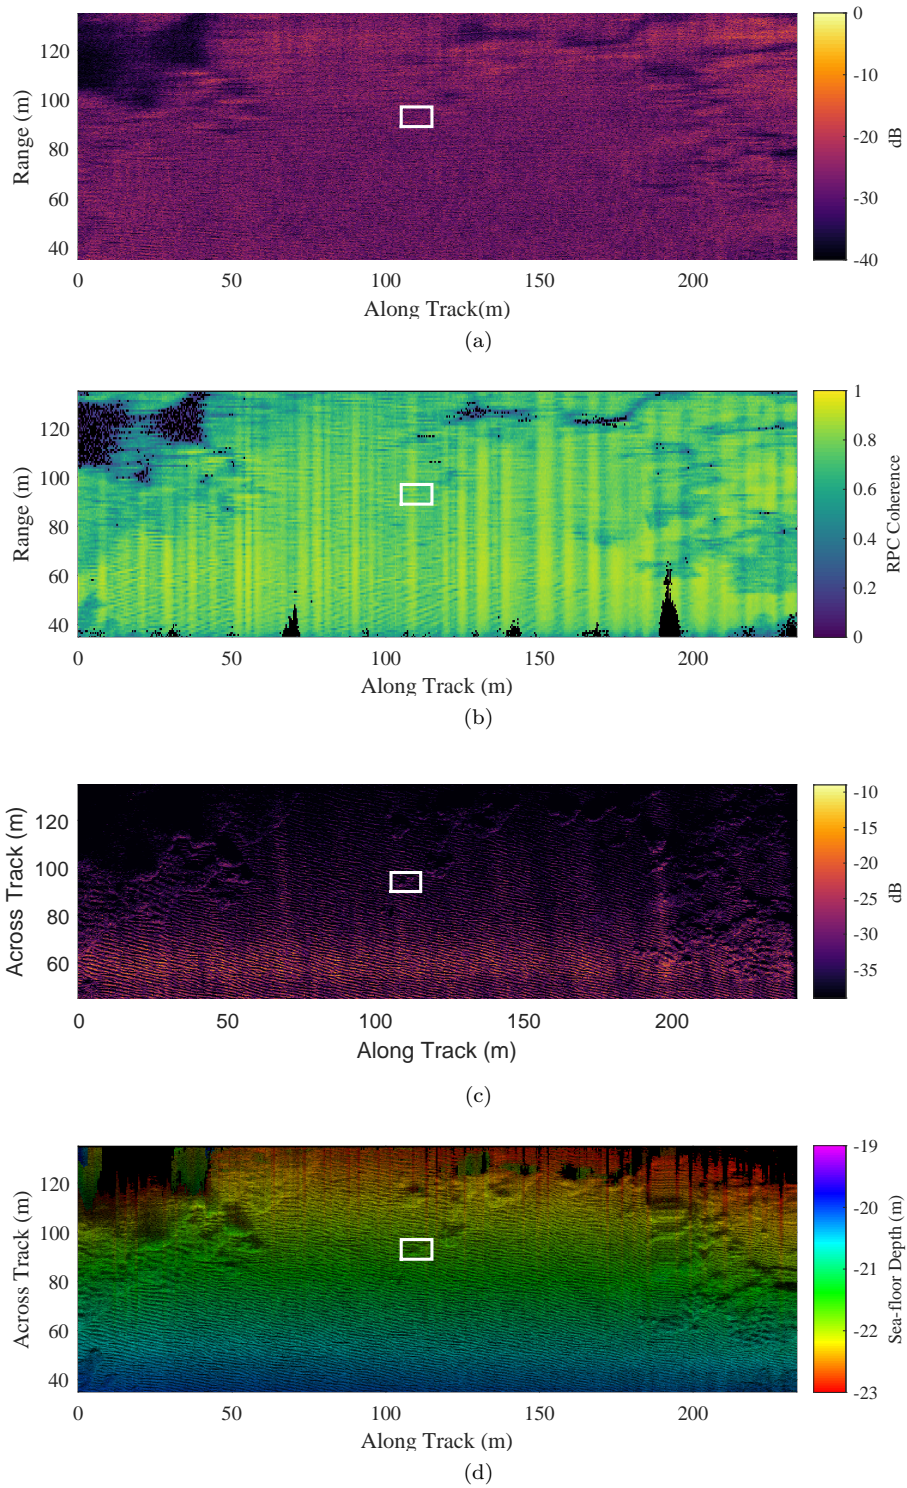 120
100
80
60
40
Range (m)
0 50 100 150 200
Along Track(m)
0
-10
-20
-30
-40
dB
(a)
120
100
80
60
40
Range (m)
0 50 100 150 200
Along Track (m)
1
0.8
0.6
0.4
0.2
0
RPC Coherence
(b)
120
100
80
60
Across Track (m)
0 50 100 150 200
Along Track (m)
-10
-15
-20
-25
-30
-35
dB
(c)
120
100
80
60
40
Across Track (m)
0 50 100 150 200
Along Track (m)
-19
-20
-21
-22
-23
Sea-floor Depth (m)
(d)